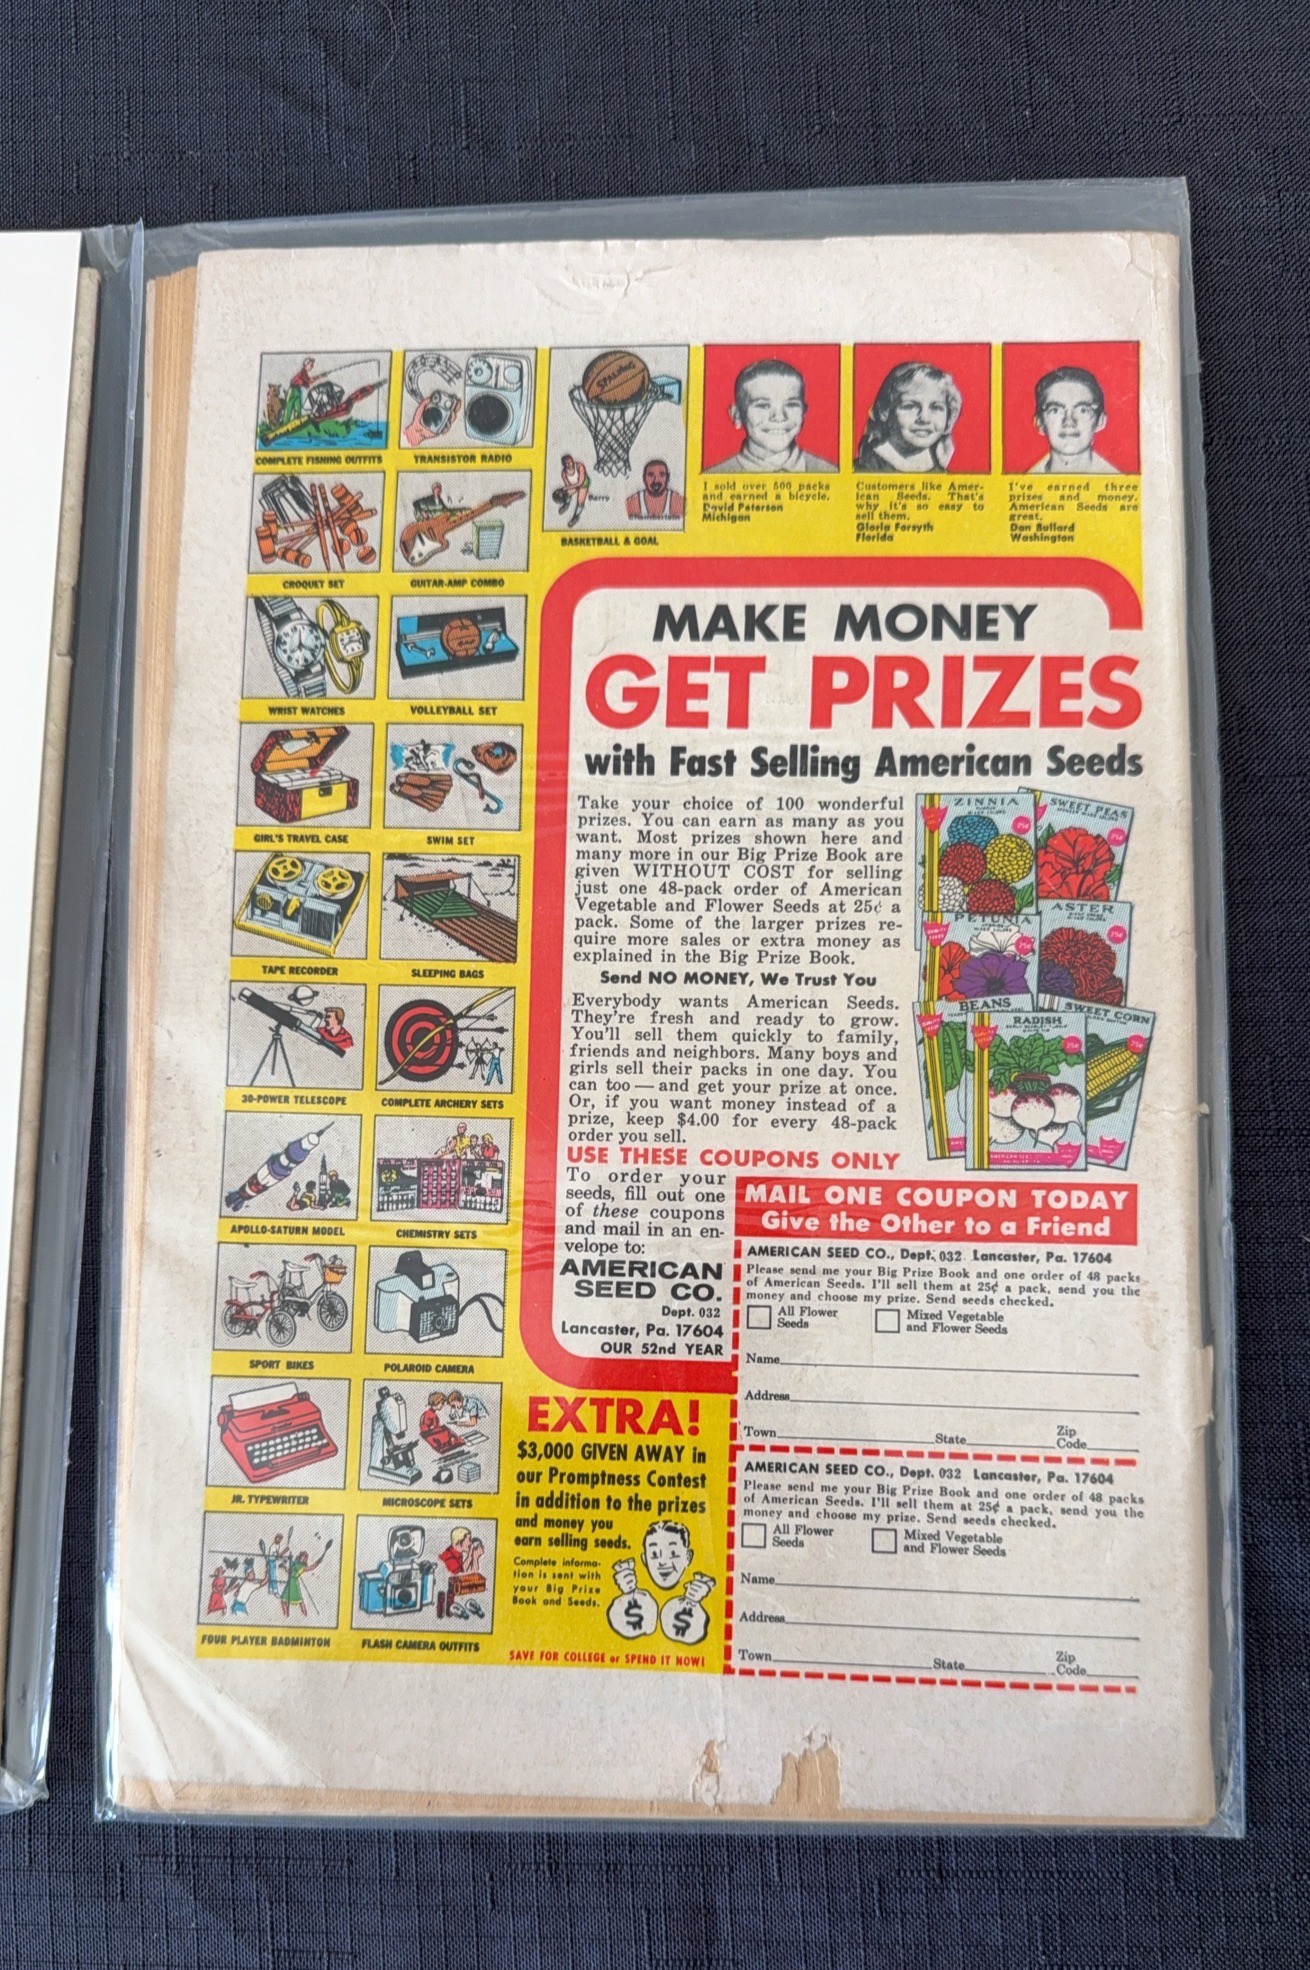 COMPLETE FISHING OUTFITS
TRANSISTOR RADIO
SPALDING
Barry
Chamberlain
BASKETBALL & GOAL
CROQUET SET
GUITAR-AMP COMBO
WRIST WATCHES
VOLLEYBALL SET
GIRL'S TRAVEL CASE
SWIM SET
TAPE RECORDER
SLEEPING BAGS
30-POWER TELESCOPE
COMPLETE ARCHERY SETS
APOLLO-SATURN MODEL
CHEMISTRY SETS
SPORT BIKES
POLAROID CAMERA
JR. TYPEWRITER
MICROSCOPE SETS
FOUR PLAYER BADMINTON
FLASH CAMERA OUTFITS
I sold over 500 packs
and earned a bicycle.
David Peterson
Michigan
Customers like Amer-
ican Seeds. That's
why it's so easy to
sell them.
Gloria Forsyth
Florida
I've earned three
prizes and money.
American Seeds are
great.
Dan Bullard
Washington
MAKE MONEY
GET PRIZES
with Fast Selling American Seeds
Take your choice of 100 wonderful
prizes. You can earn as many as you
want. Most prizes shown here and
many more in our Big Prize Book are
given WITHOUT COST for selling
just one 48-pack order of American
Vegetable and Flower Seeds at 25¢ a
pack. Some of the larger prizes re-
quire more sales or extra money as
explained in the Big Prize Book.
Send NO MONEY, We Trust You
Everybody wants American Seeds.
They're fresh and ready to grow.
You'll sell them quickly to family,
friends and neighbors. Many boys and
girls sell their packs in one day. You
can too — and get your prize at once.
Or, if you want money instead of a
prize, keep $4.00 for every 48-pack
order you sell.
USE THESE COUPONS ONLY
To order your
seeds, fill out one
of these coupons
and mail in an en-
velope to:
AMERICAN
SEED CO.
Dept. 032
Lancaster, Pa. 17604
OUR 52nd YEAR
ZINNIA
25¢
SWEET PEAS
25¢
PETUNIA
25¢
ASTER
25¢
BEANS
RADISH
25¢
SWEET CORN
25¢
MAIL ONE COUPON TODAY
Give the Other to a Friend
AMERICAN SEED CO., Dept. 032 Lancaster, Pa. 17604
Please send me your Big Prize Book and one order of 48 packs
of American Seeds. I'll sell them at 25¢ a pack, send you the
money and choose my prize. Send seeds checked.
All Flower
Seeds
Mixed Vegetable
and Flower Seeds
Name
Address
Town State Zip
Code
AMERICAN SEED CO., Dept. 032 Lancaster, Pa. 17604
Please send me your Big Prize Book and one order of 48 packs
of American Seeds. I'll sell them at 25¢ a pack, send you the
money and choose my prize. Send seeds checked.
All Flower
Seeds
Mixed Vegetable
and Flower Seeds
Name
Address
Town State Zip
Code
EXTRA!
$3,000 GIVEN AWAY in
our Promptness Contest
in addition to the prizes
and money you
earn selling seeds.
Complete informa-
tion is sent with
your Big Prize
Book and Seeds.
$ $
SAVE FOR COLLEGE or SPEND IT NOW!